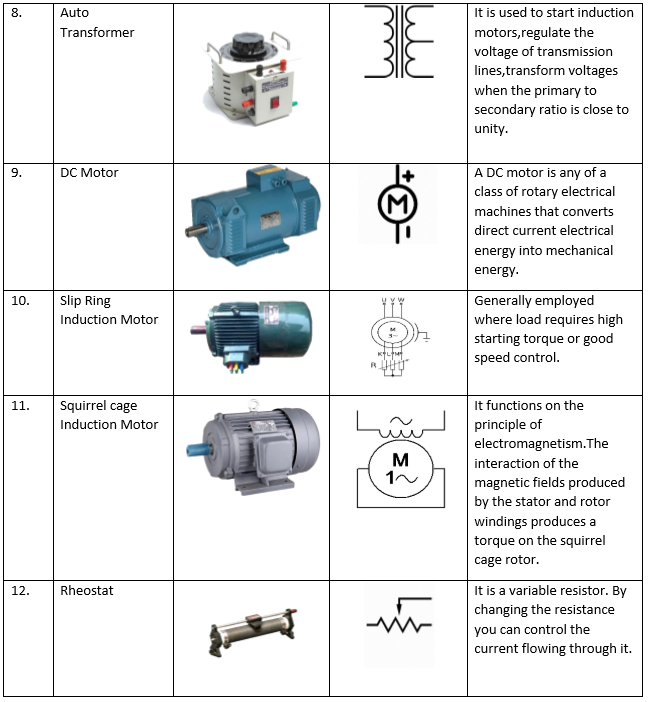 8.
Auto
Transformer
It is used to start induction
motors,regulate the
voltage of transmission
lines,transform voltages
when the primary to
secondary ratio is close to
unity.
9.
DC Motor
+
M
-
A DC motor is any of a
class of rotary electrical
machines that converts
direct current electrical
energy into mechanical
energy.
10.
Slip Ring
Induction Motor
U V W
M
3~
K L M
R
Generally employed
where load requires high
starting torque or good
speed control.
11.
Squirrel cage
Induction Motor
M
1~
It functions on the
principle of
electromagnetism.The
interaction of the
magnetic fields produced
by the stator and rotor
windings produces a
torque on the squirrel
cage rotor.
12.
Rheostat
It is a variable resistor. By
changing the resistance
you can control the
current flowing through it.